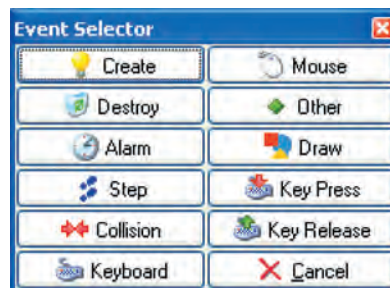 Event Selector
Create
Mouse
Destroy
Other
Alarm
Draw
Step
Key Press
Collision
Key Release
Keyboard
Cancel